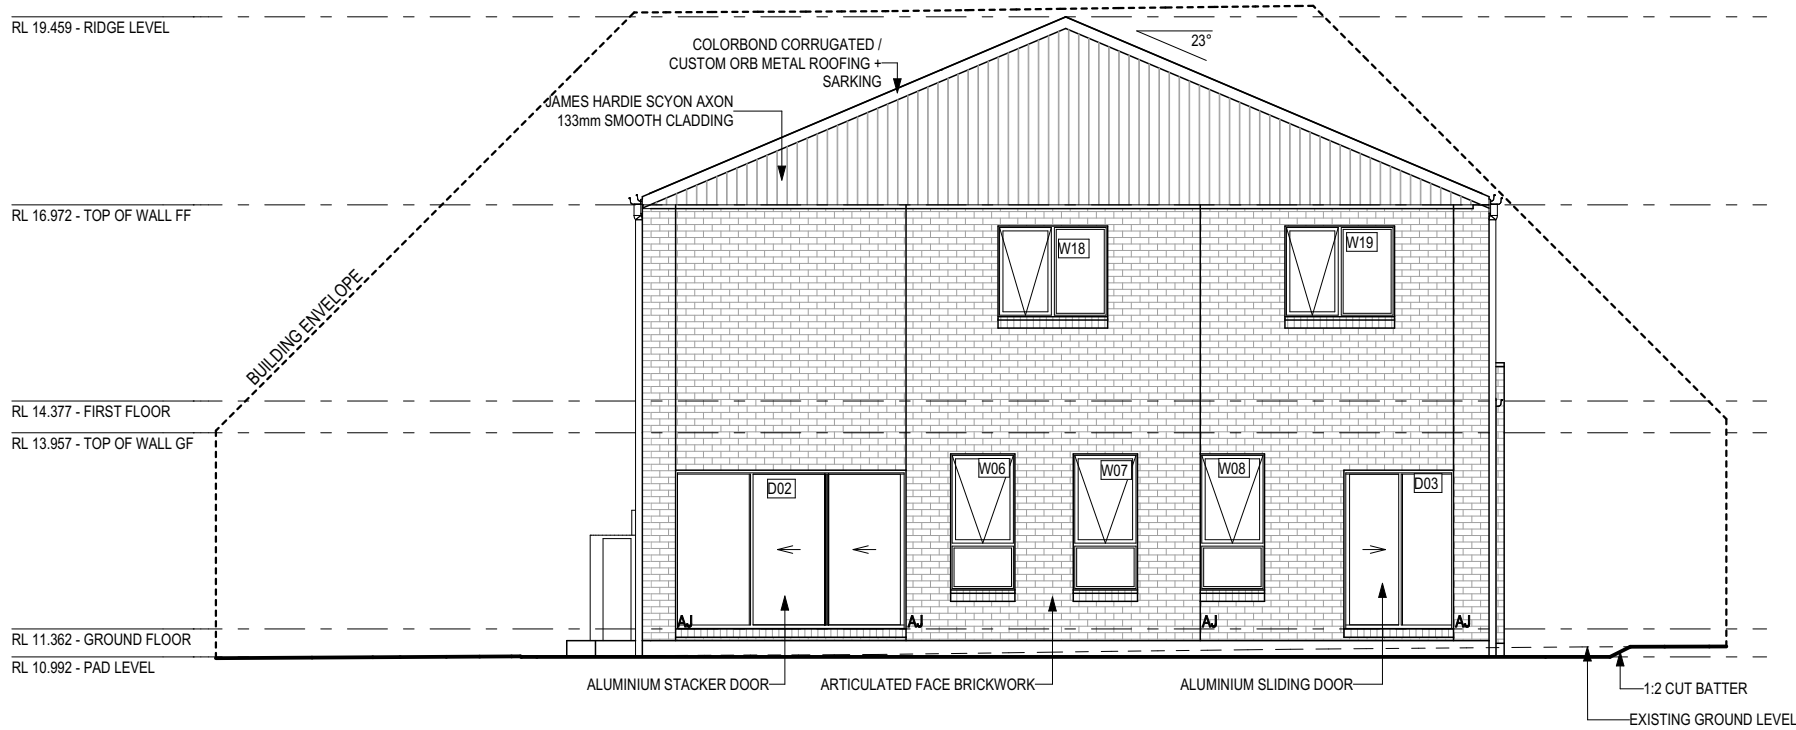 RL 19.459 - RIDGE LEVEL
23°
COLORBOND CORRUGATED /
CUSTOM ORB METAL ROOFING +
SARKING
JAMES HARDIE SCYON AXON
133mm SMOOTH CLADDING
RL 16.972 - TOP OF WALL FF
W18
W19
BUILDING ENVELOPE
RL 14.377 - FIRST FLOOR
RL 13.957 - TOP OF WALL GF
W06
W07
W08
D02
D03
AJ
AJ
AJ
AJ
RL 11.362 - GROUND FLOOR
RL 10.992 - PAD LEVEL
ALUMINIUM STACKER DOOR
ARTICULATED FACE BRICKWORK
ALUMINIUM SLIDING DOOR
1:2 CUT BATTER
EXISTING GROUND LEVEL